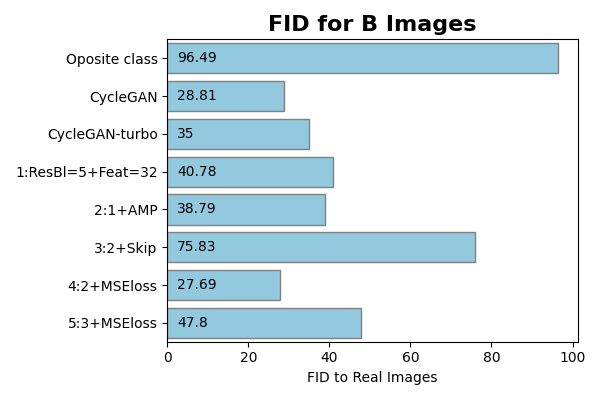 FID for B Images
Oposite class 96.49
CycleGAN 28.81
CycleGAN-turbo 35
1:ResBl=5+Feat=32 40.78
2:1+AMP 38.79
3:2+Skip 75.83
4:2+MSEloss 27.69
5:3+MSEloss 47.8
0 20 40 60 80 100
FID to Real Images